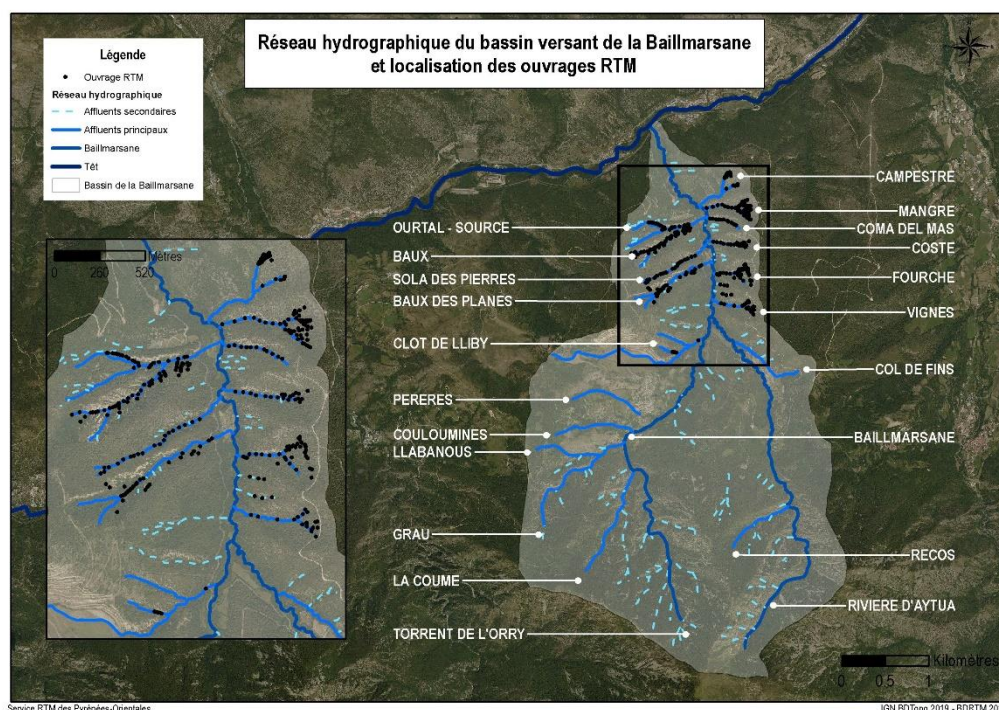 Réseau hydrographique du bassin versant de la Baillmarsane
et localisation des ouvrages RTM
Légende
Ouvrage RTM
Réseau hydrographique
Affluents secondaires
Affluents principaux
Baillmarsane
Têt
Bassin de la Baillmarsane
Mètres
0 260 520
OURTAL - SOURCE
BAUX
SOLA DES PIERRES
BAUX DES PLANES
CLOT DE LLIBY
PERERES
COULOUMINES
LLABANOUS
GRAU
LA COUME
TORRENT DE L'ORRY
CAMPESTRE
MANGRE
COMA DEL MAS
COSTE
FOURCHE
VIGNES
COL DE FINS
BAILLMARSANE
RECOS
RIVIERE D'AYTUA
Kilomètres
0 0.5 1
Service RTM des Pyrénées-Orientales
IGN BDTopo 2019 - BDRTM 20